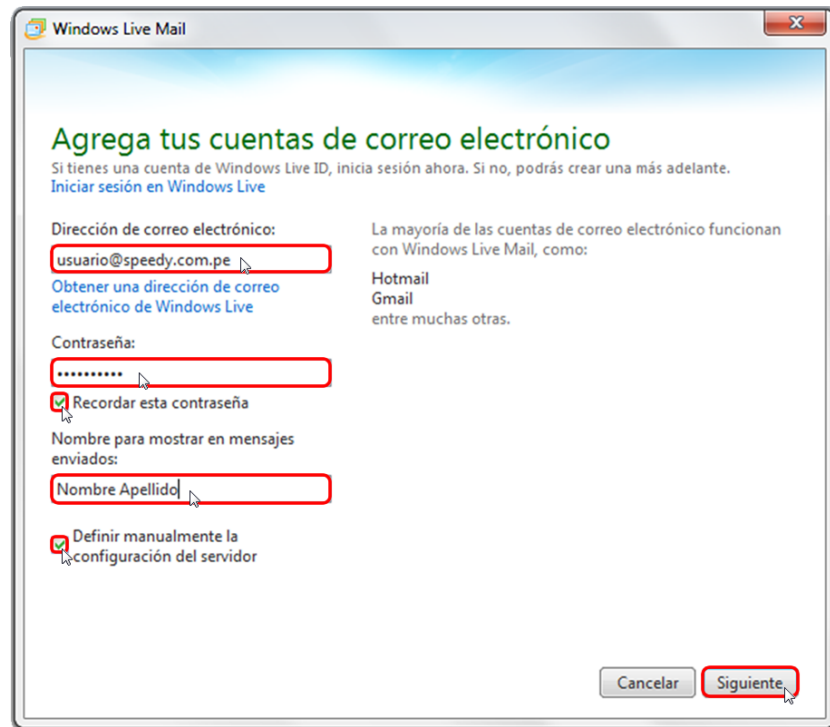 Windows Live Mail
Agrega tus cuentas de correo electrónico
Si tienes una cuenta de Windows Live ID, inicia sesión ahora. Si no, podrás crear una más adelante.
Iniciar sesión en Windows Live
Dirección de correo electrónico:
usuario@speedy.com.pe
Obtener una dirección de correo
electrónico de Windows Live
Contraseña:
••••••••••
Recordar esta contraseña
Nombre para mostrar en mensajes
enviados:
Nombre Apellido
Definir manualmente la
configuración del servidor
La mayoría de las cuentas de correo electrónico funcionan
con Windows Live Mail, como:
Hotmail
Gmail
entre muchas otras.
Cancelar
Siguiente